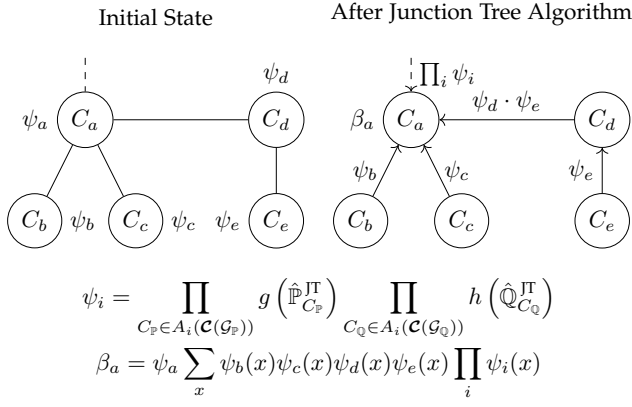 Initial State
After Junction Tree Algorithm
ψ_d
∏_i ψ_i
ψ_a C_a C_d β_a C_a ψ_d · ψ_e C_d
ψ_b ψ_c ψ_e
C_b ψ_b C_c ψ_c ψ_e C_e C_b C_c C_e
ψ_i = ∏_{C_ℙ∈A_i(𝓒(𝒢_ℙ))} g(ℙ̂^{JT}_{C_ℙ}) ∏_{C_ℚ∈A_i(𝓒(𝒢_ℚ))} h(ℚ̂^{JT}_{C_ℚ})
β_a = ψ_a ∑_x ψ_b(x)ψ_c(x)ψ_d(x)ψ_e(x) ∏_i ψ_i(x)